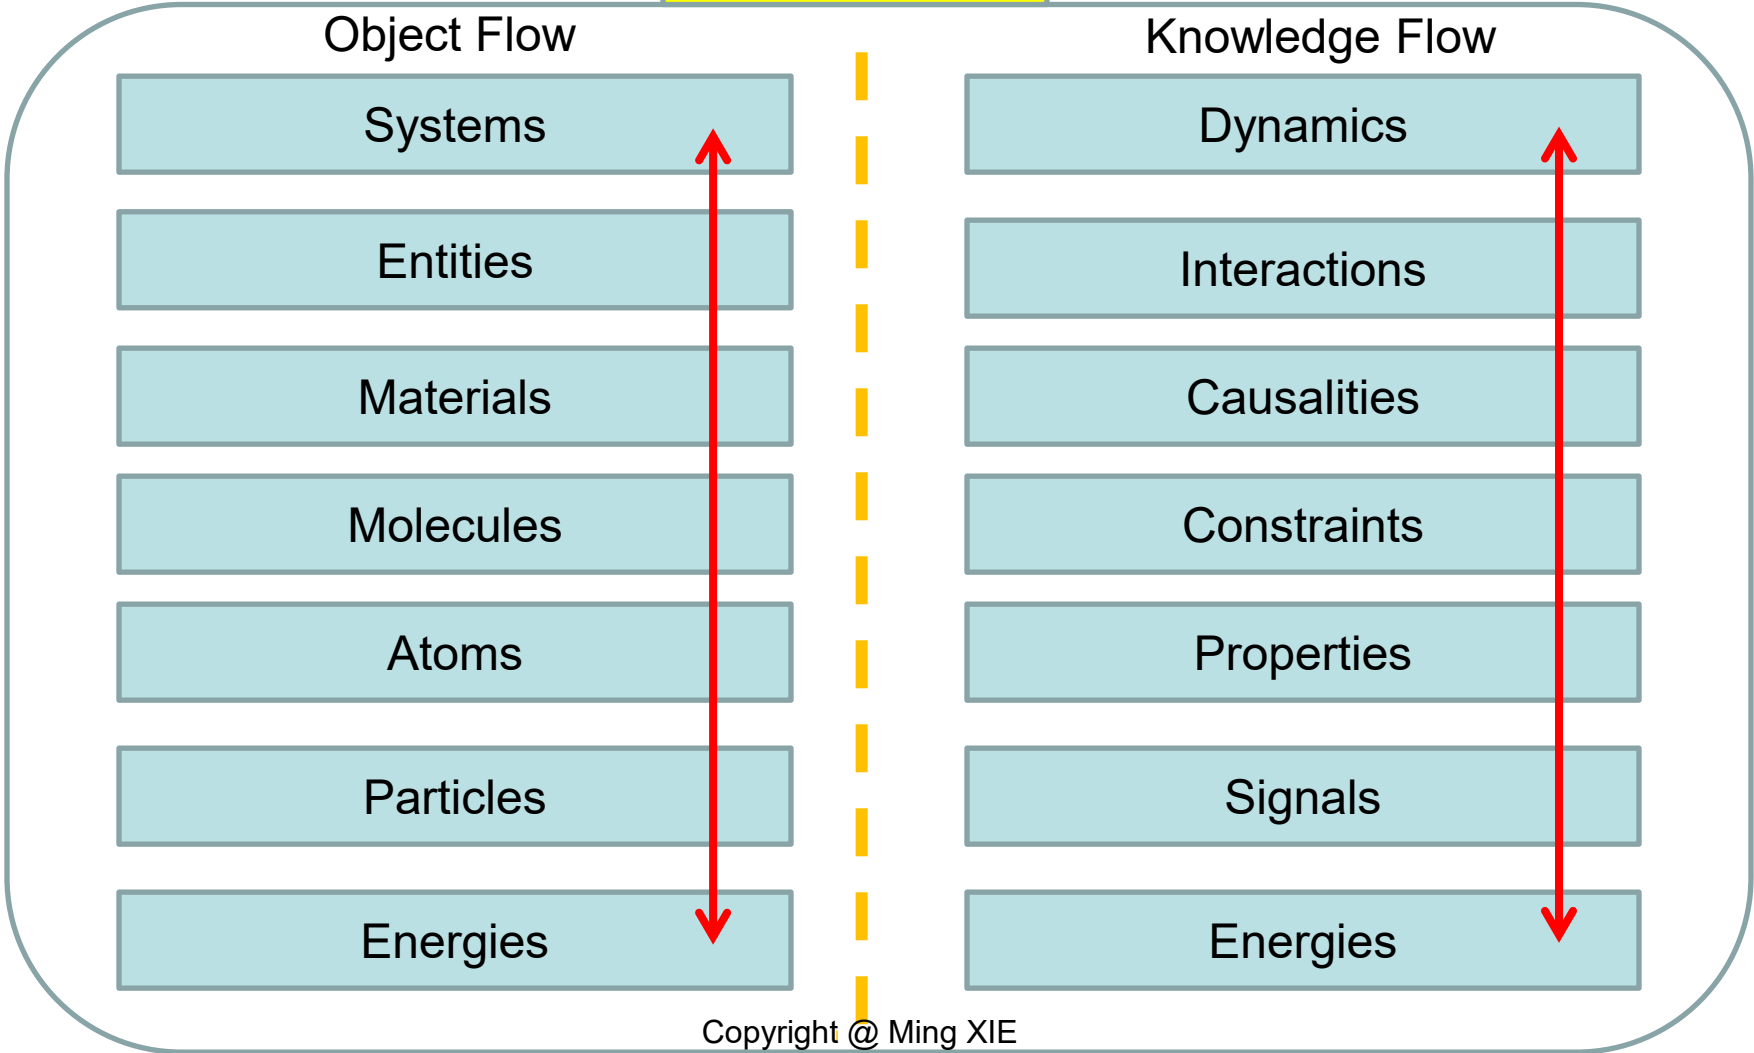 Object Flow
Systems
Entities
Materials
Molecules
Atoms
Particles
Energies
Knowledge Flow
Dynamics
Interactions
Causalities
Constraints
Properties
Signals
Energies
Copyright @ Ming XIE